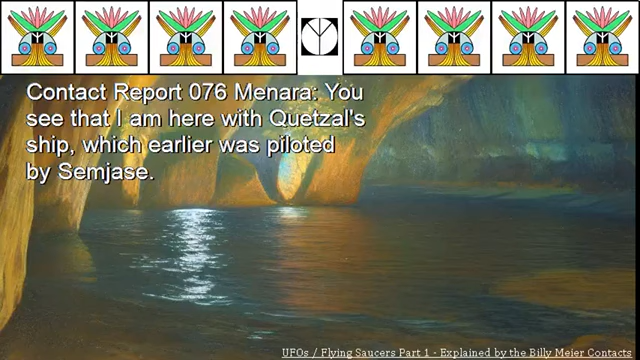 Contact Report 076 Menara: You
see that I am here with Quetzal's
ship, which earlier was piloted
by Semjase.
UFOs / Flying Saucers Part 1 - Explained by the Billy Meier Contacts